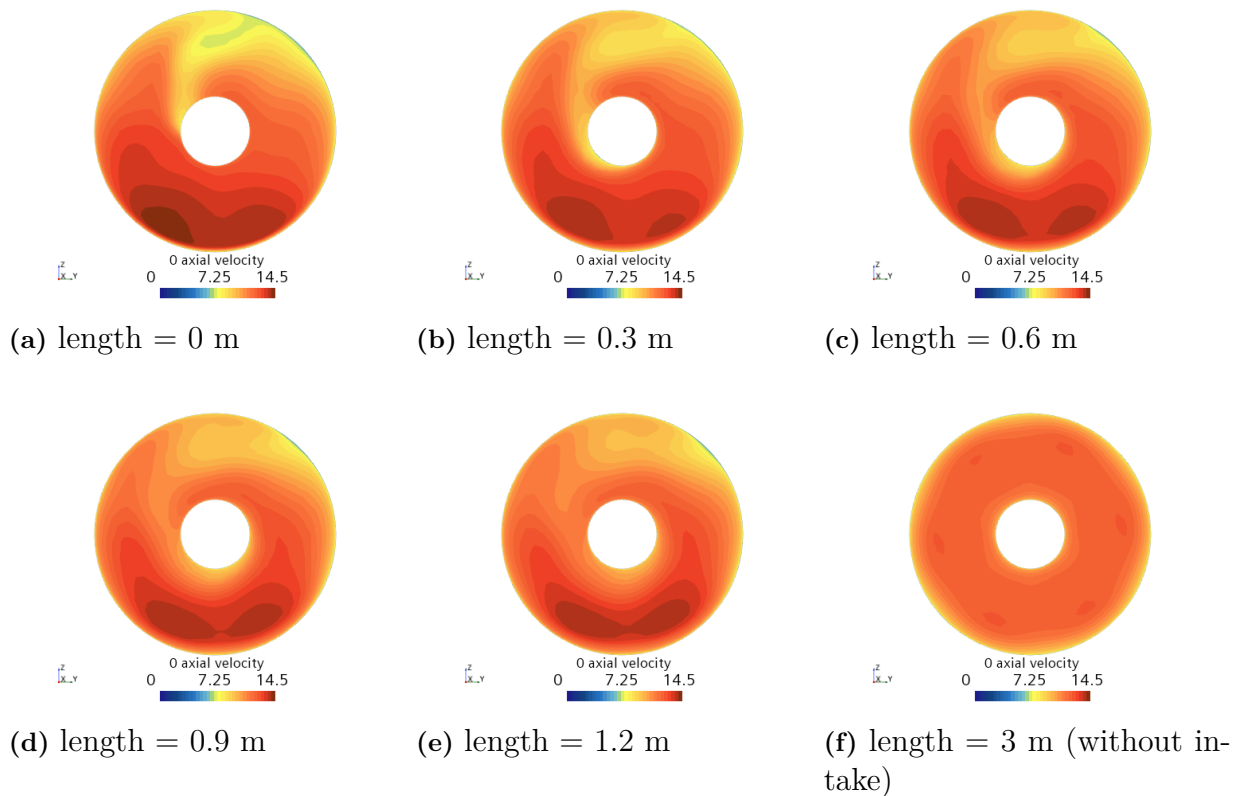 0 axial velocity
0 7.25 14.5
Z
X Y
(a) length = 0 m
0 axial velocity
0 7.25 14.5
Z
X Y
(b) length = 0.3 m
0 axial velocity
0 7.25 14.5
Z
X Y
(c) length = 0.6 m
0 axial velocity
0 7.25 14.5
Z
X Y
(d) length = 0.9 m
0 axial velocity
0 7.25 14.5
Z
X Y
(e) length = 1.2 m
0 axial velocity
0 7.25 14.5
Z
X Y
(f) length = 3 m (without in-
take)